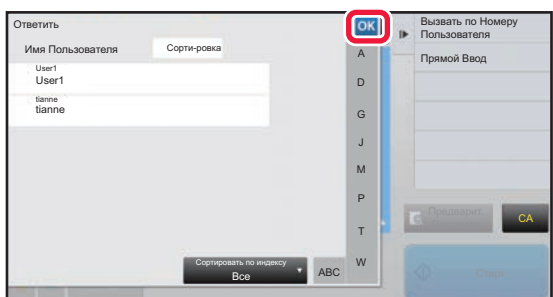 Ответить
OK
Имя Пользователя
Сорти-ровка
User1
User1
tianne
tianne
A
D
G
J
M
P
T
W
Сортировать по индексу
Все
ABC
Вызвать по Номеру
Пользователя
Прямой Ввод
CA
Старт